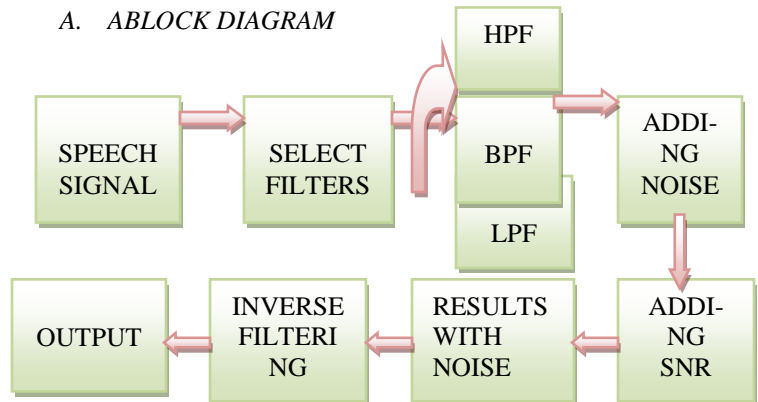 A. ABLOCK DIAGRAM
SPEECH
SIGNAL
SELECT
FILTERS
HPF
BPF
LPF
ADDI-
NG
NOISE
ADDI-
NG
SNR
RESULTS
WITH
NOISE
INVERSE
FILTERI
NG
OUTPUT